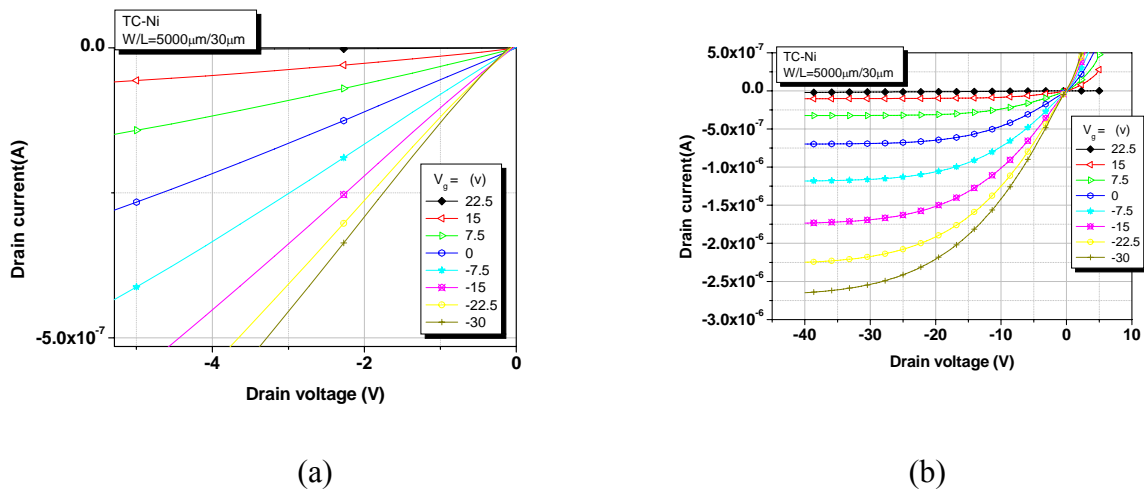 TC-Ni
W/L=5000μm/30μm
0.0
-5.0x10⁻⁷
Drain current(A)
V_g= (v)
22.5
15
7.5
0
-7.5
-15
-22.5
-30
-4
-2
0
Drain voltage (V)
(a)
TC-Ni
W/L=5000μm/30μm
5.0x10⁻⁷
0.0
-5.0x10⁻⁷
-1.0x10⁻⁶
-1.5x10⁻⁶
-2.0x10⁻⁶
-2.5x10⁻⁶
-3.0x10⁻⁶
Drain current(A)
V_g= (v)
22.5
15
7.5
0
-7.5
-15
-22.5
-30
-40
-30
-20
-10
0
10
Drain voltage (V)
(b)